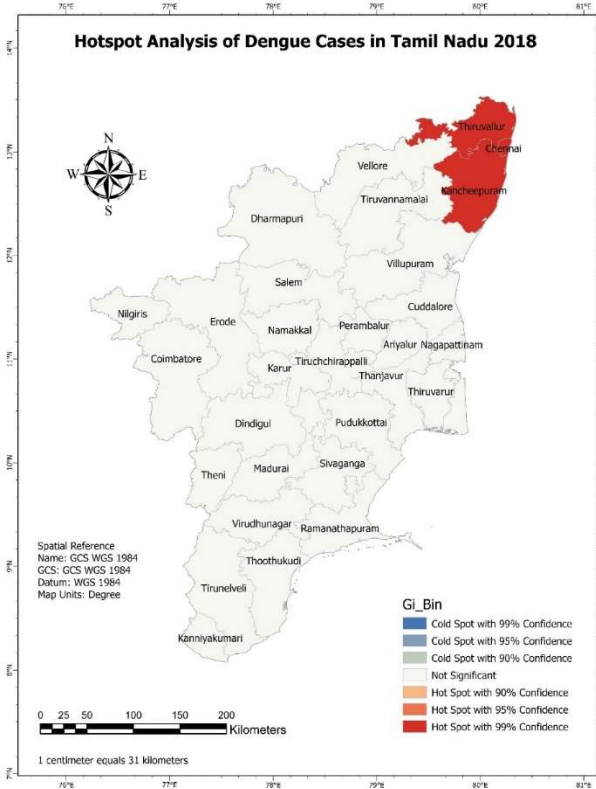 76°E 77°E 78°E 79°E 80°E 81°E
Hotspot Analysis of Dengue Cases in Tamil Nadu 2018
14°N
13°N
12°N
11°N
10°N
9°N
8°N
7°N
N
W E
S
Thiruvallur
Chennai
Vellore
Kancheepuram
Tiruvannamalai
Dharmapuri
Villupuram
Salem
Cuddalore
Nilgiris
Erode
Namakkal
Perambalur
Ariyalur
Nagapattinam
Coimbatore
Karur
Tiruchchirappalli
Thanjavur
Thiruvarur
Dindigul
Pudukkottai
Theni
Madurai
Sivaganga
Virudhunagar
Ramanathapuram
Thoothukudi
Tirunelveli
Kanniyakumari
Spatial Reference
Name: GCS WGS 1984
GCS: GCS WGS 1984
Datum: WGS 1984
Map Units: Degree
Gi_Bin
Cold Spot with 99% Confidence
Cold Spot with 95% Confidence
Cold Spot with 90% Confidence
Not Significant
Hot Spot with 90% Confidence
Hot Spot with 95% Confidence
Hot Spot with 99% Confidence
0 25 50 100 150 200
Kilometers
1 centimeter equals 31 kilometers
76°E 77°E 78°E 79°E 80°E 81°E